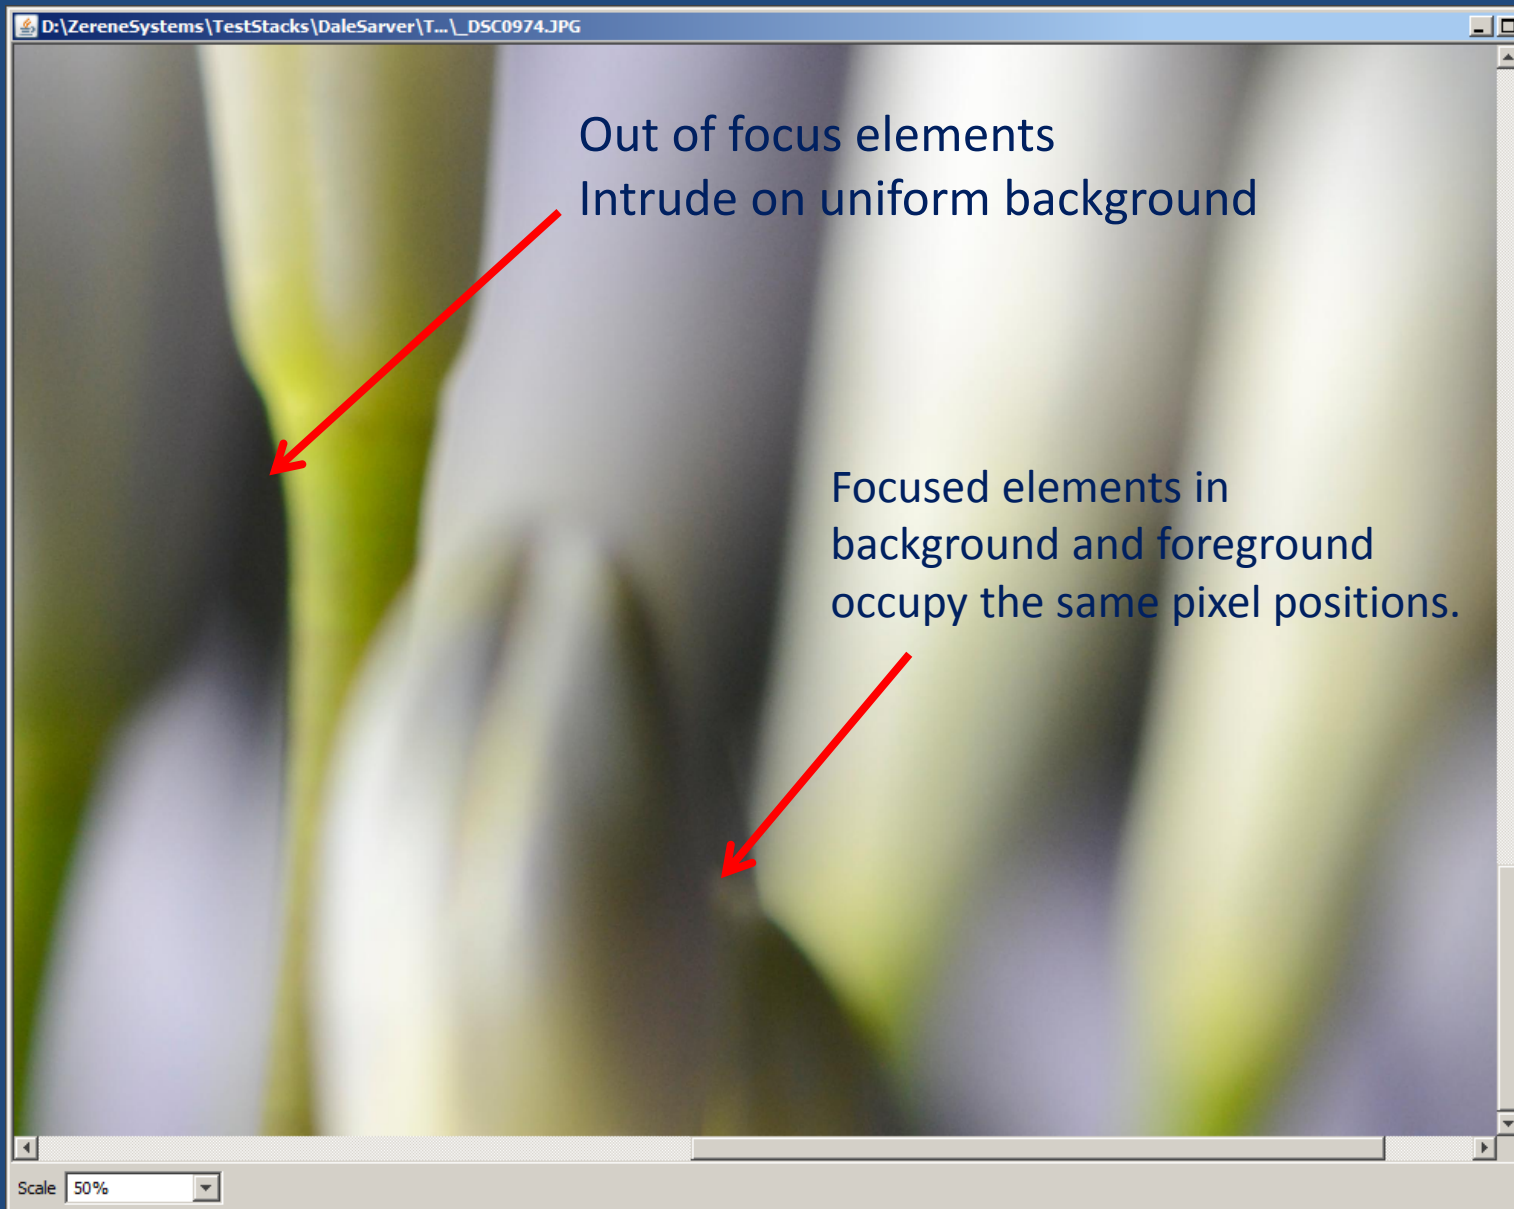 D:\ZereneSystems\TestStacks\DaleSarver\T...\_DSC0974.JPG
Out of focus elements
Intrude on uniform background
Focused elements in
background and foreground
occupy the same pixel positions.
Scale 50%